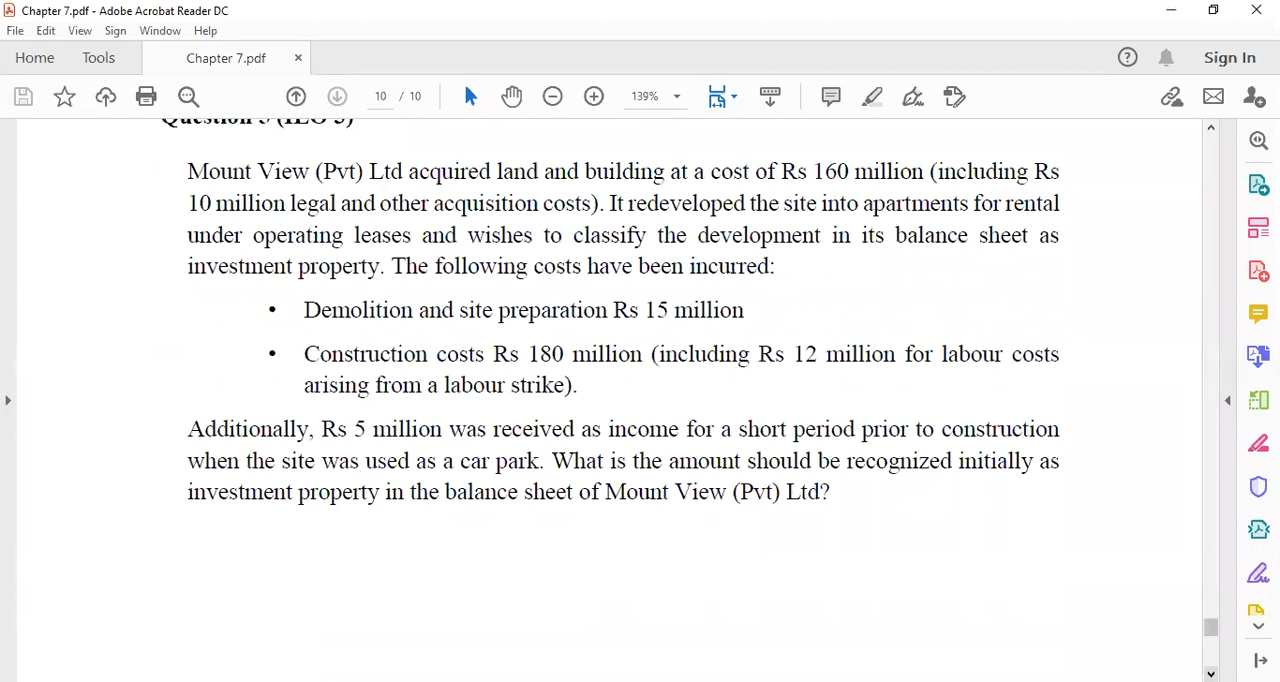 Chapter 7.pdf - Adobe Acrobat Reader DC
File Edit View Sign Window Help
Home Tools Chapter 7.pdf × Sign In
10 / 10 139%
Question 5 (ILO 3)
Mount View (Pvt) Ltd acquired land and building at a cost of Rs 160 million (including Rs
10 million legal and other acquisition costs). It redeveloped the site into apartments for rental
under operating leases and wishes to classify the development in its balance sheet as
investment property. The following costs have been incurred:
• Demolition and site preparation Rs 15 million
• Construction costs Rs 180 million (including Rs 12 million for labour costs
arising from a labour strike).
Additionally, Rs 5 million was received as income for a short period prior to construction
when the site was used as a car park. What is the amount should be recognized initially as
investment property in the balance sheet of Mount View (Pvt) Ltd?